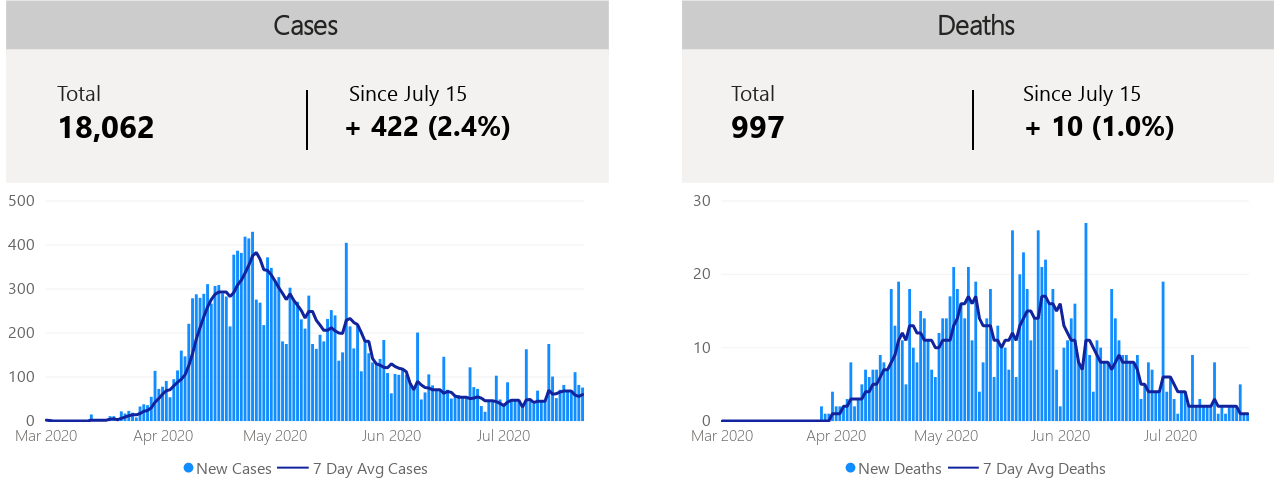 Cases
Total
Since July 15
18,062
+ 422 (2.4%)
500
400
300
200
100
0
Mar 2020 Apr 2020 May 2020 Jun 2020 Jul 2020
New Cases 7 Day Avg Cases
Deaths
Total
Since July 15
997
+ 10 (1.0%)
30
20
10
0
Mar 2020 Apr 2020 May 2020 Jun 2020 Jul 2020
New Deaths 7 Day Avg Deaths